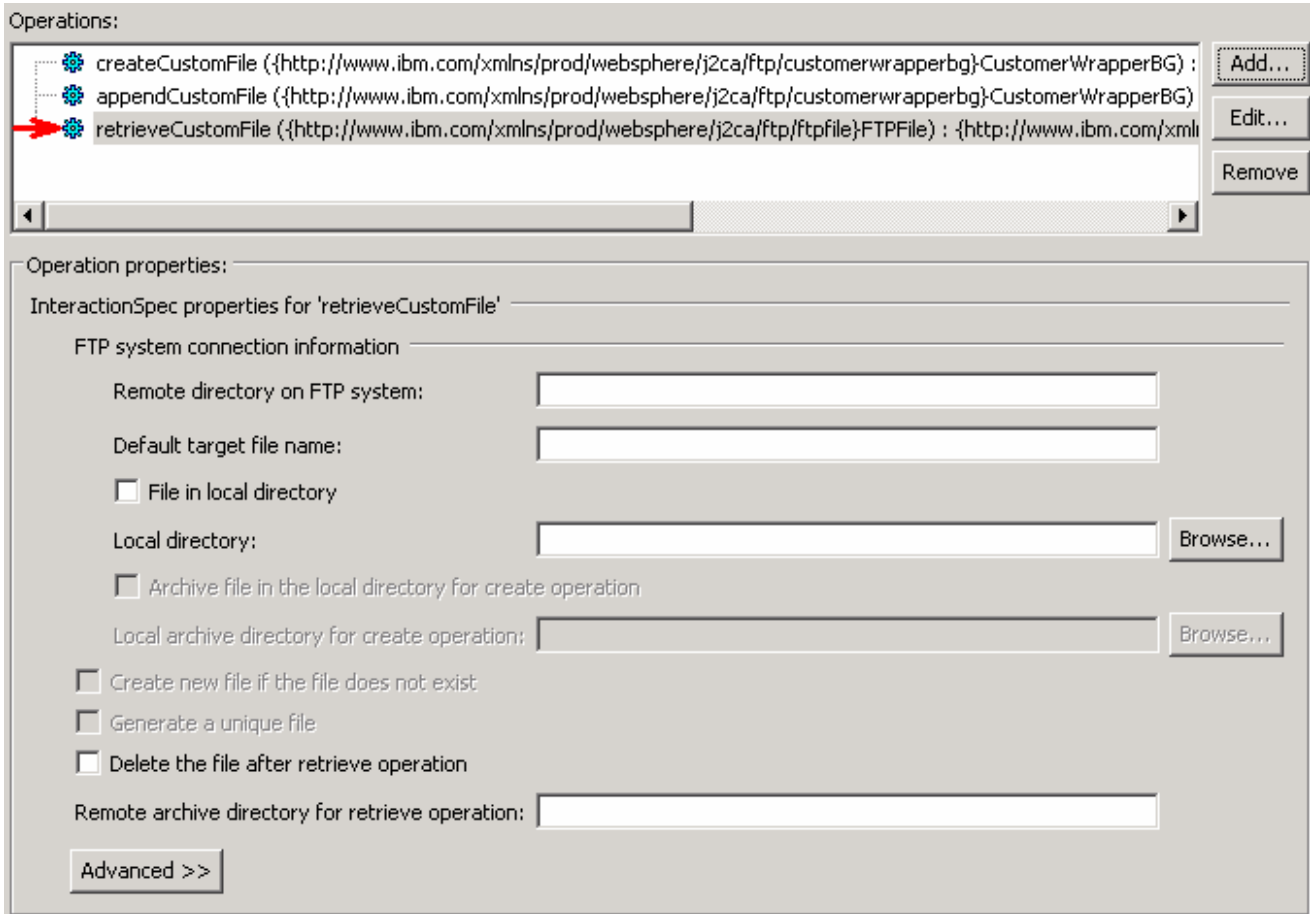 Operations:
createCustomFile ({http://www.ibm.com/xmlns/prod/websphere/j2ca/ftp/customerwrapperbg}CustomerWrapperBG) :
Add...
appendCustomFile ({http://www.ibm.com/xmlns/prod/websphere/j2ca/ftp/customerwrapperbg}CustomerWrapperBG)
Edit...
retrieveCustomFile ({http://www.ibm.com/xmlns/prod/websphere/j2ca/ftp/ftpfile}FTPFile) : {http://www.ibm.com/xml
Remove
Operation properties:
InteractionSpec properties for 'retrieveCustomFile'
FTP system connection information
Remote directory on FTP system:
Default target file name:
File in local directory
Local directory:
Browse...
Archive file in the local directory for create operation
Local archive directory for create operation:
Browse...
Create new file if the file does not exist
Generate a unique file
Delete the file after retrieve operation
Remote archive directory for retrieve operation:
Advanced >>